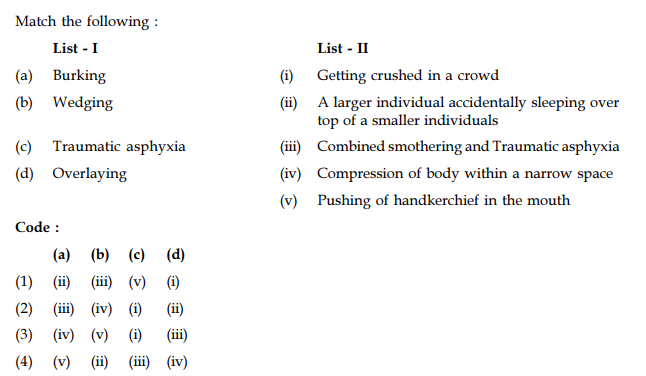 Match the following :
List - I List - II
(a) Burking (i) Getting crushed in a crowd
(b) Wedging (ii) A larger individual accidentally sleeping over
top of a smaller individuals
(c) Traumatic asphyxia (iii) Combined smothering and Traumatic asphyxia
(d) Overlaying (iv) Compression of body within a narrow space
(v) Pushing of handkerchief in the mouth
Code :
(a) (b) (c) (d)
(1) (ii) (iii) (v) (i)
(2) (iii) (iv) (i) (ii)
(3) (iv) (v) (i) (iii)
(4) (v) (ii) (iii) (iv)